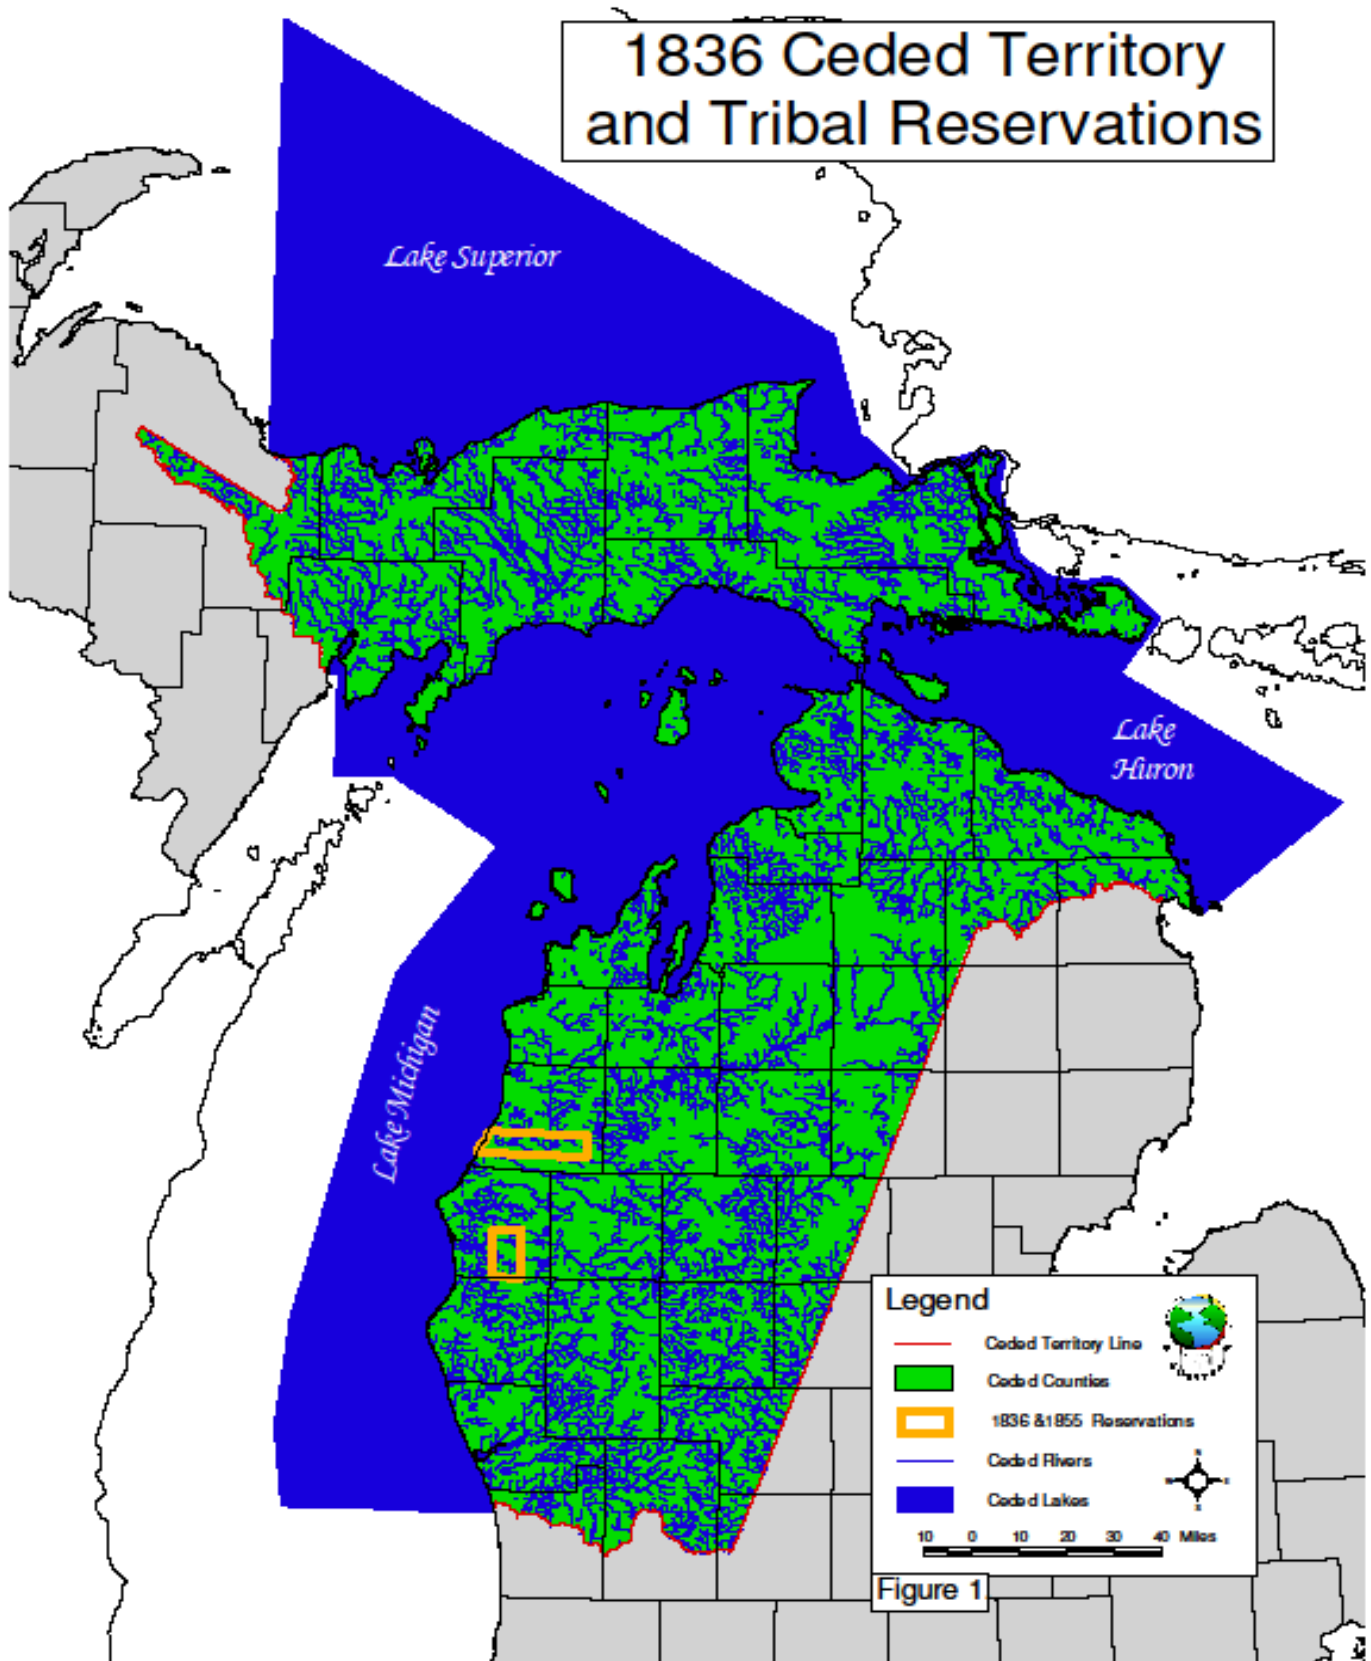 1836 Ceded Territory
and Tribal Reservations
Lake Superior
Lake
Huron
Lake Michigan
Legend
Ceded Territory Line
Ceded Counties
1836 &1855 Reservations
Ceded Rivers
Ceded Lakes
N
S
10 0 10 20 30 40 Miles
Figure 1